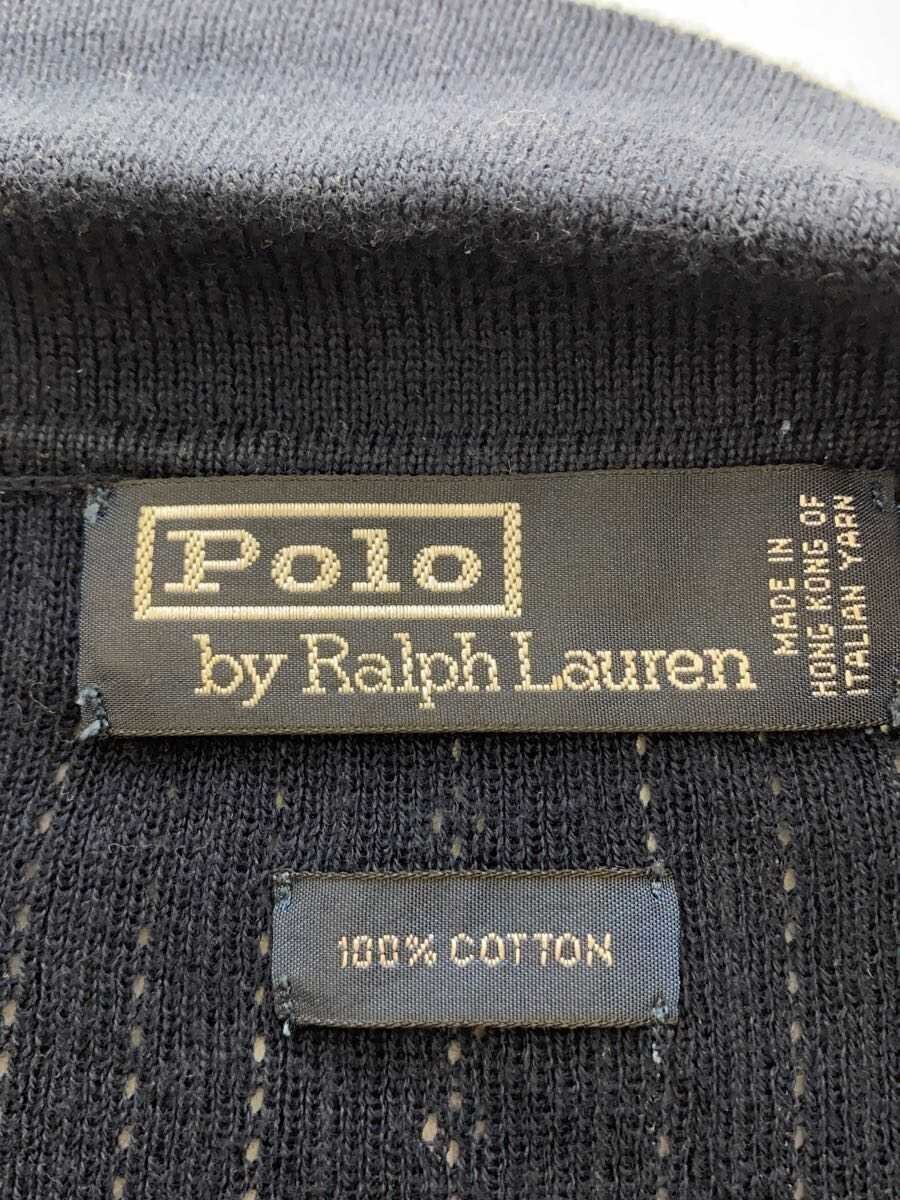 Polo
by Ralph Lauren
MADE IN
HONG KONG OF
ITALIAN YARN
100% COTTON